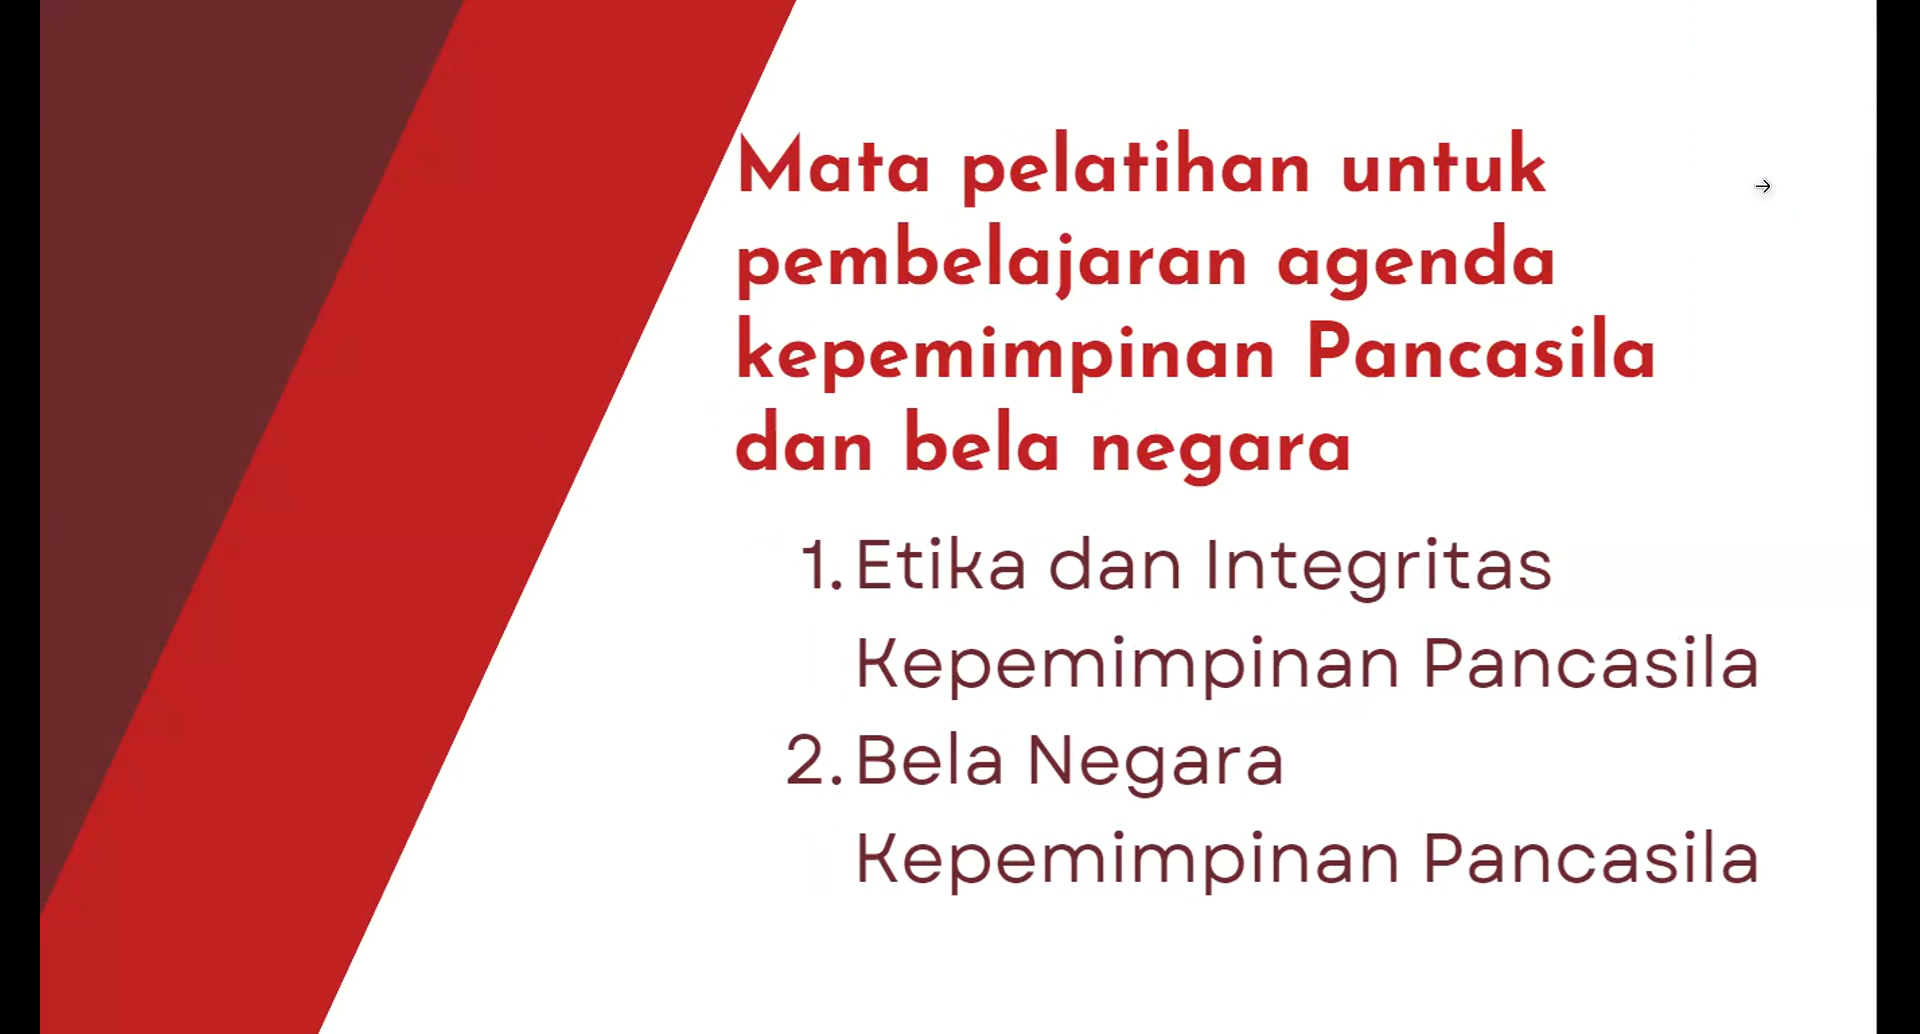 Mata pelatihan untuk
pembelajaran agenda
kepemimpinan Pancasila
dan bela negara
1. Etika dan Integritas
Kepemimpinan Pancasila
2. Bela Negara
Kepemimpinan Pancasila